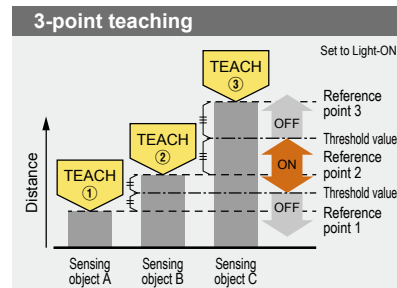 3-point teaching
Set to Light-ON
TEACH
③
TEACH
②
TEACH
①
Distance
OFF
ON
OFF
Reference
point 3
Threshold value
Reference
point 2
Threshold value
Reference
point 1
Sensing
object A
Sensing
object B
Sensing
object C